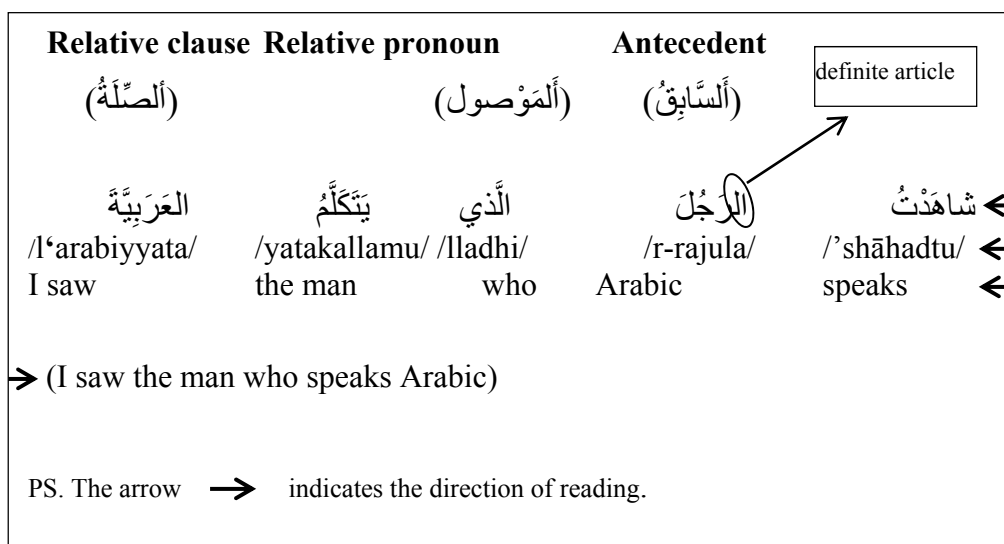 Relative clause Relative pronoun Antecedent
definite article
(ألصِّلَةُ) (أَلمَوْصول) (أَلسَّابِقُ)
شاهَدْتُ الرَجُلَ الَّذي يَتَكَلَّمُ العَرَبِيَّةَ
/l‘arabiyyata/ /yatakallamu/ /lladhi/ /r-rajula/ /’shāhadtu/
I saw the man who Arabic speaks
(I saw the man who speaks Arabic)
PS. The arrow → indicates the direction of reading.